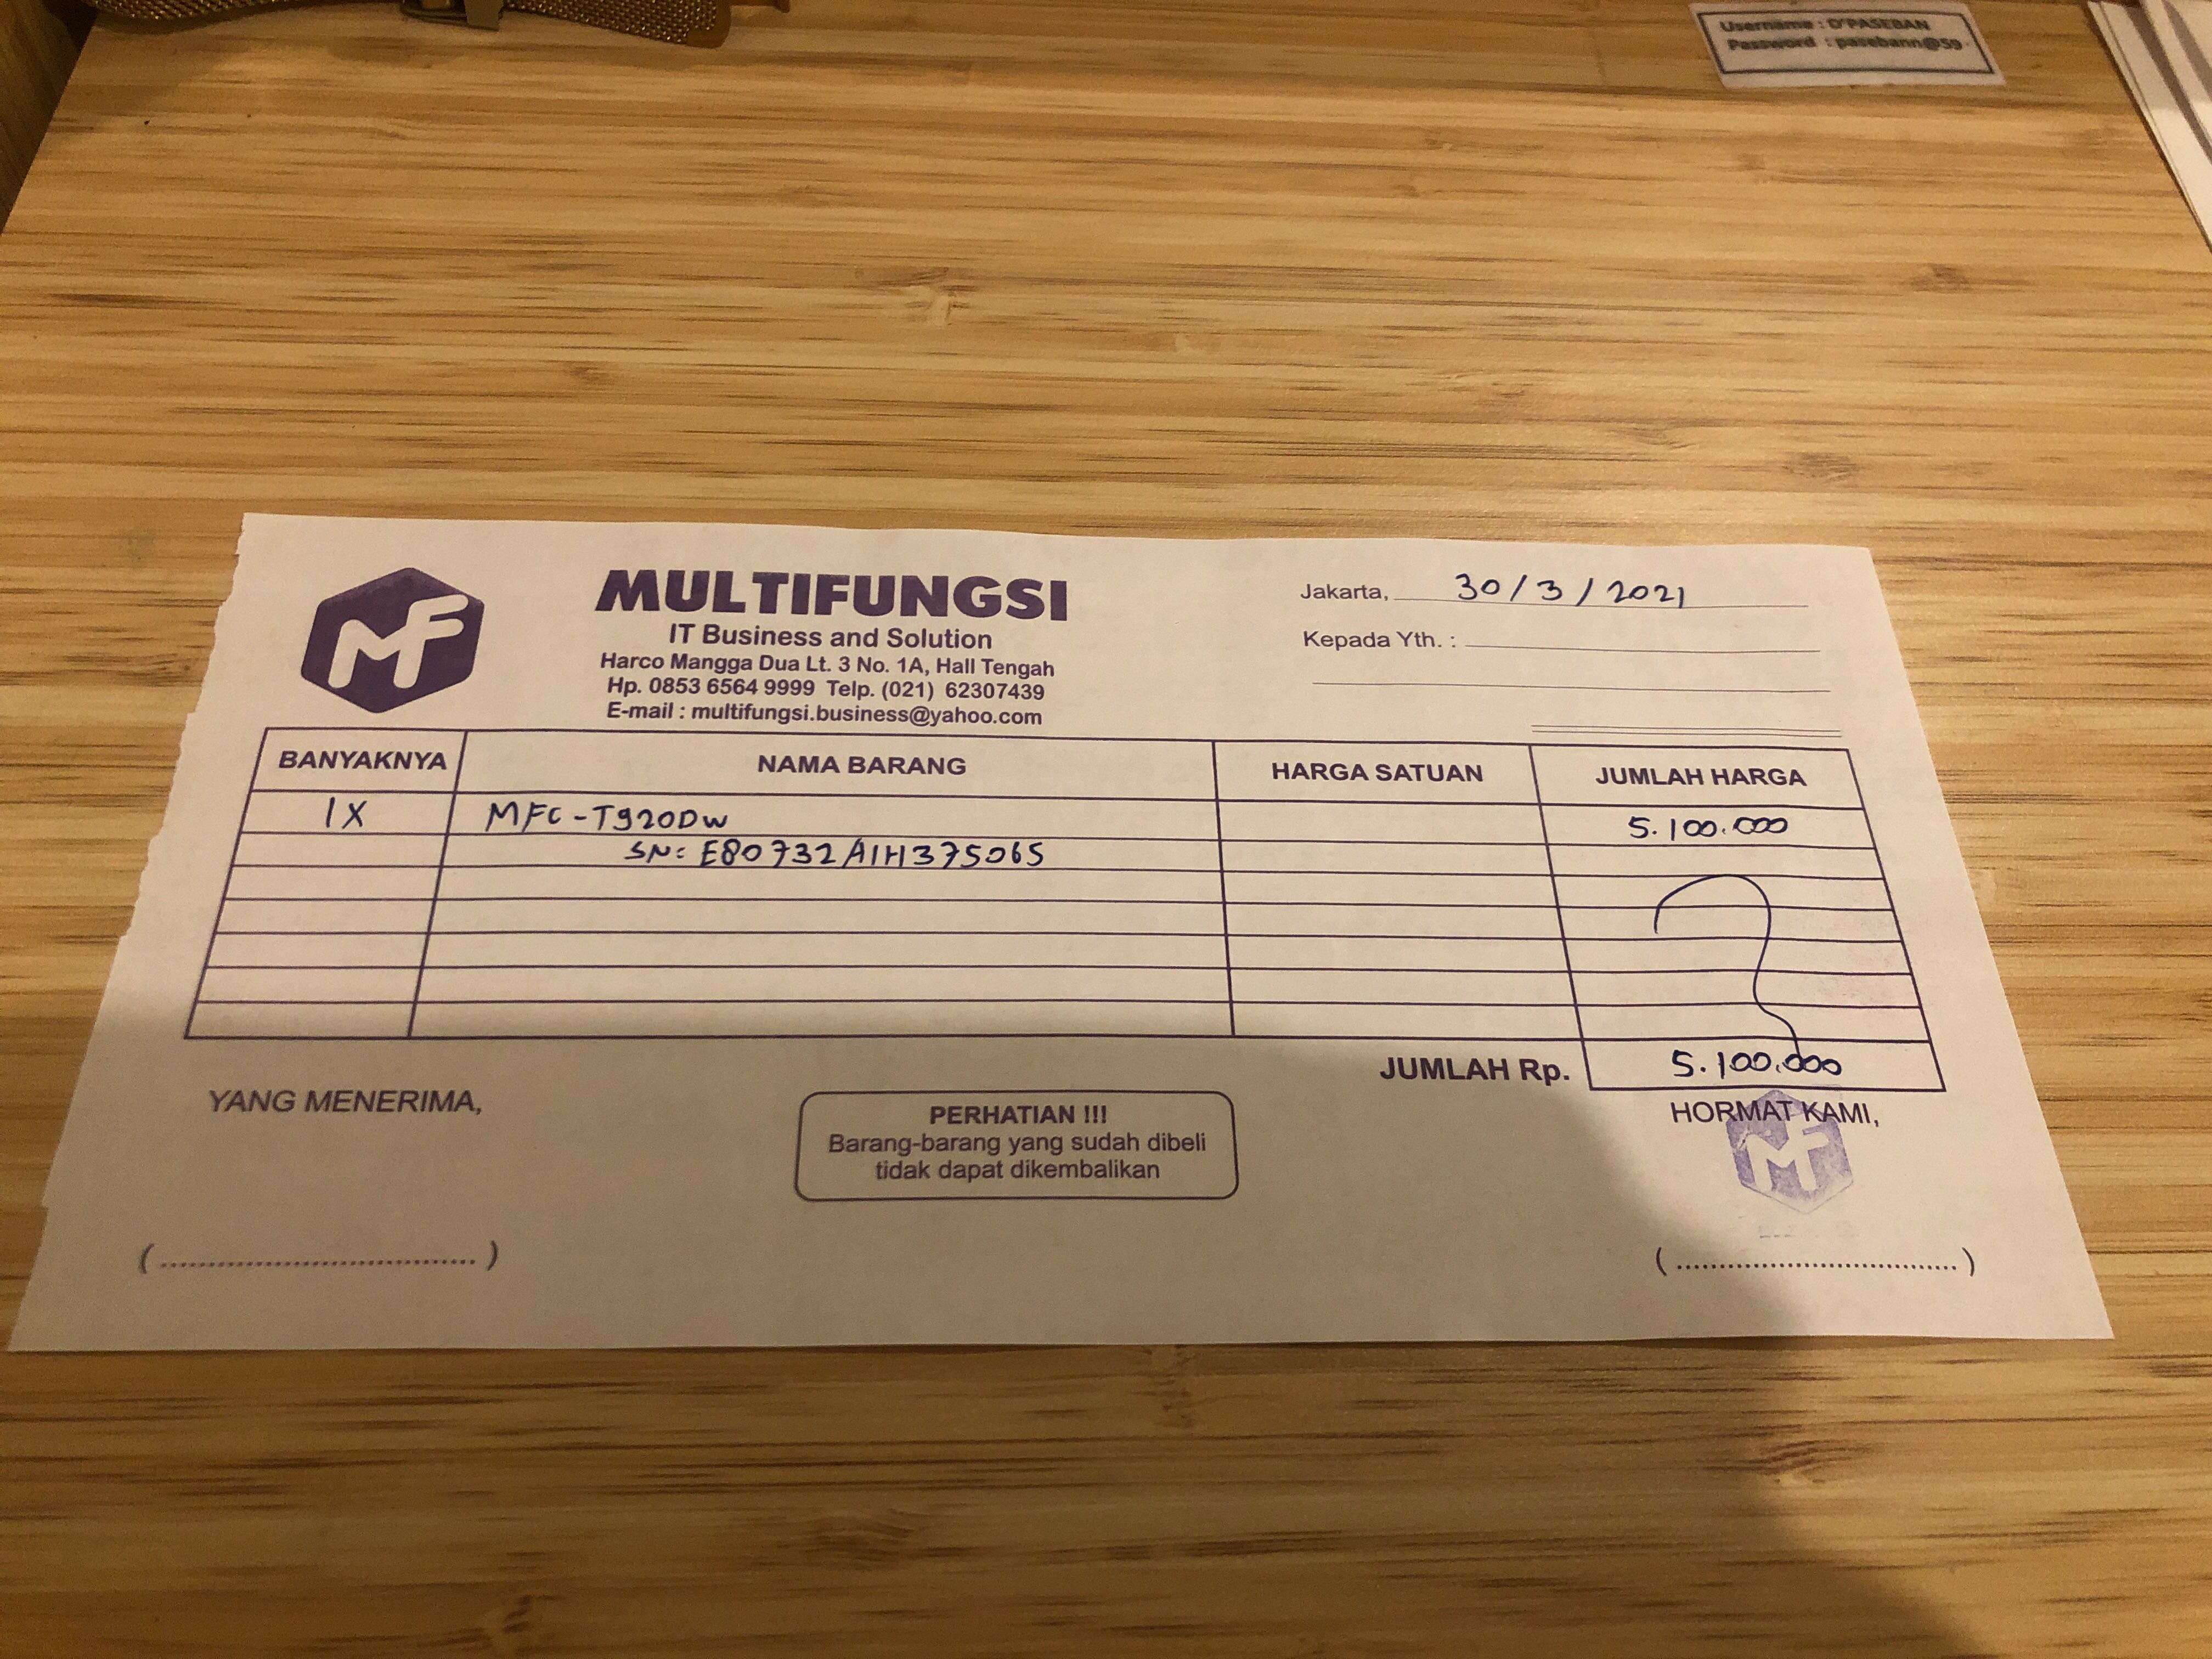 Username : D'PASEBAN
Password : pasebann@59
MF
MULTIFUNGSI
IT Business and Solution
Harco Mangga Dua Lt. 3 No. 1A, Hall Tengah
Hp. 0853 6564 9999 Telp. (021) 62307439
E-mail : multifungsi.business@yahoo.com
Jakarta, 30/3/2021
Kepada Yth. :
BANYAKNYA NAMA BARANG HARGA SATUAN JUMLAH HARGA
1X MFC-T920DW 5.100.000
SN: E80732A1H375065
JUMLAH Rp. 5.100.000
YANG MENERIMA,
PERHATIAN !!!
Barang-barang yang sudah dibeli
tidak dapat dikembalikan
HORMAT KAMI,
MF
(....................................)
(....................................)